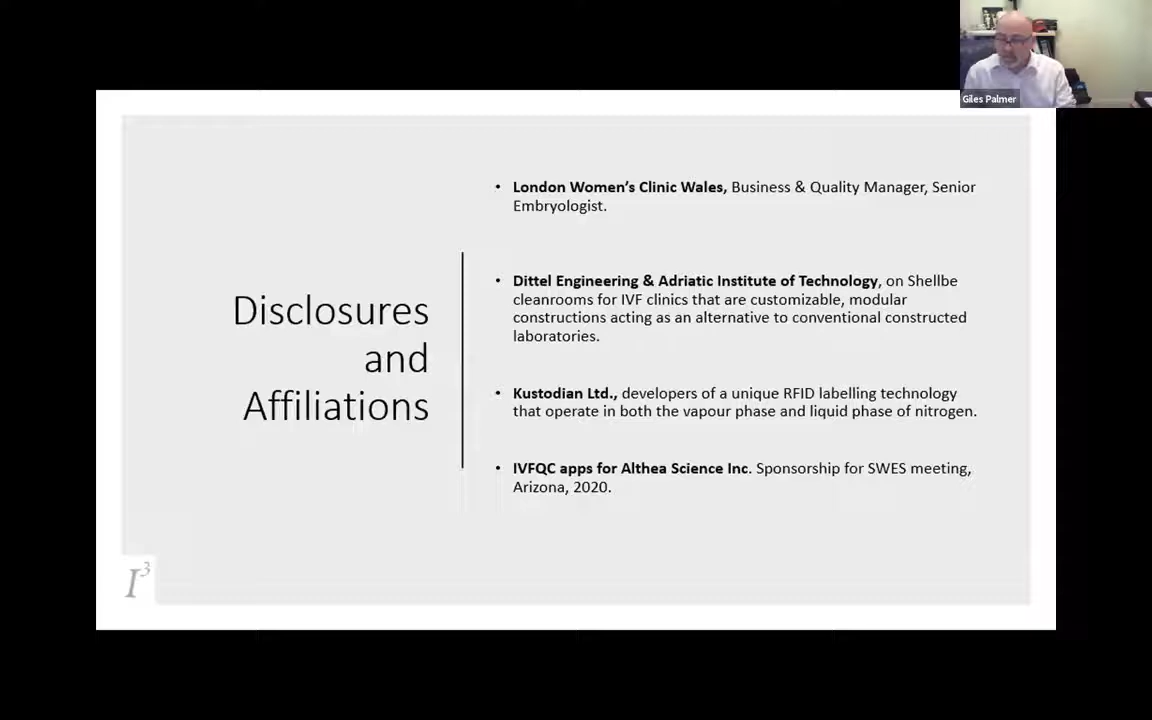 Giles Palmer
Disclosures
and
Affiliations
• London Women’s Clinic Wales, Business & Quality Manager, Senior
Embryologist.
• Dittel Engineering & Adriatic Institute of Technology, on Shellbe
cleanrooms for IVF clinics that are customizable, modular
constructions acting as an alternative to conventional constructed
laboratories.
• Kustodian Ltd., developers of a unique RFID labelling technology
that operate in both the vapour phase and liquid phase of nitrogen.
• IVFQC apps for Althea Science Inc. Sponsorship for SWES meeting,
Arizona, 2020.
I³